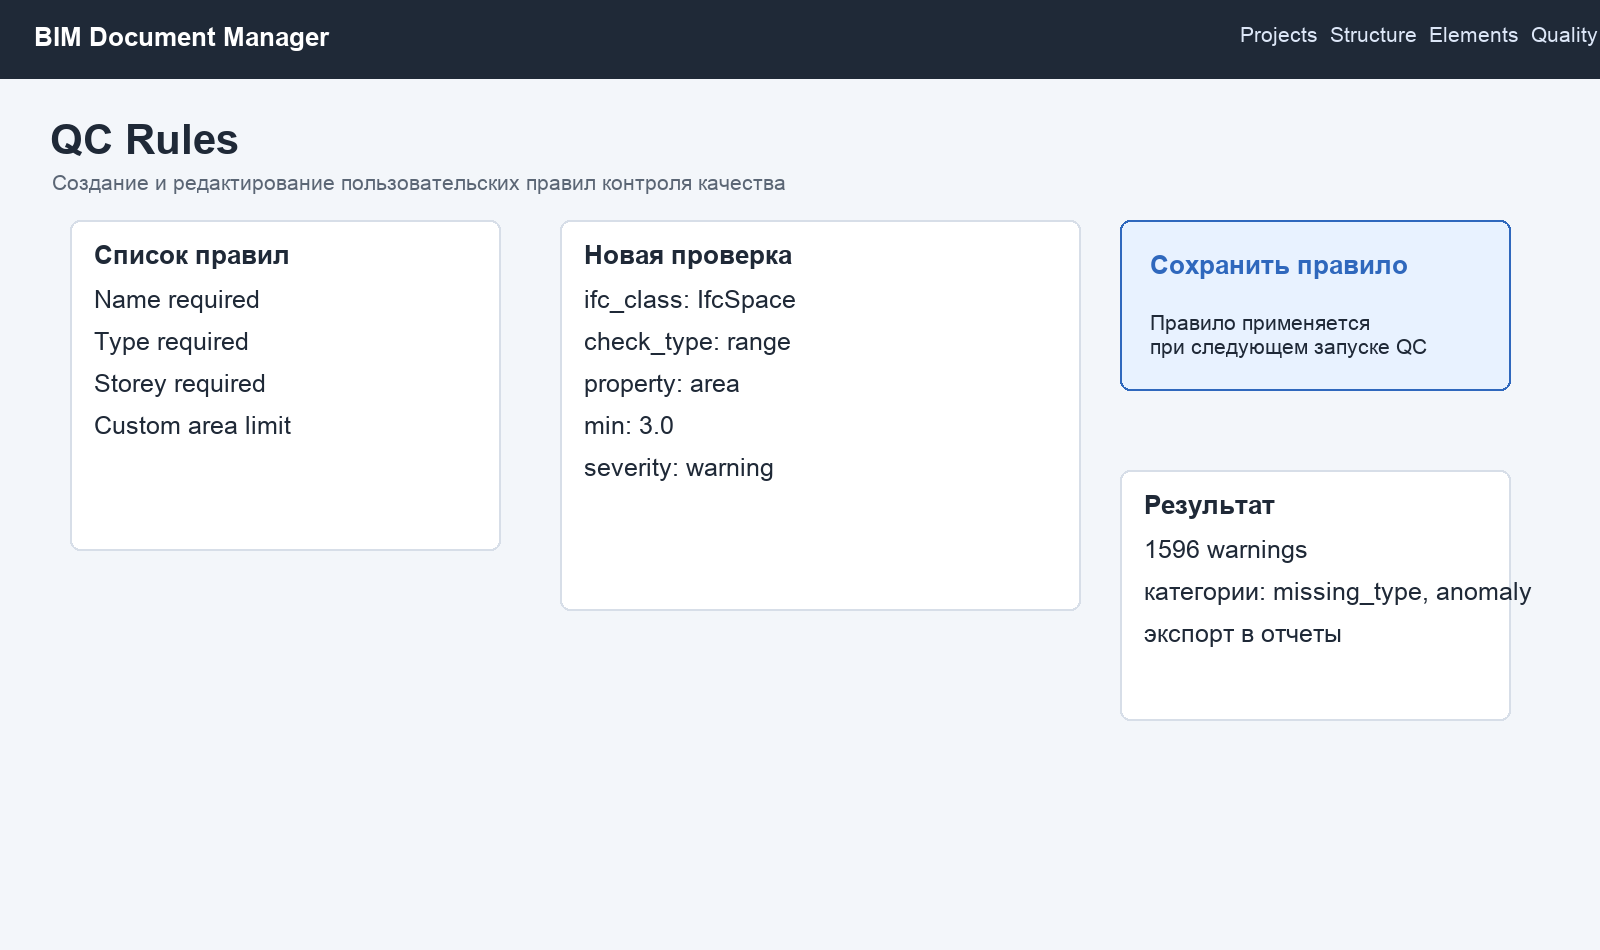 BIM Document Manager
Projects Structure Elements Quality
QC Rules
Создание и редактирование пользовательских правил контроля качества
Список правил
Name required
Type required
Storey required
Custom area limit
Новая проверка
ifc_class: IfcSpace
check_type: range
property: area
min: 3.0
severity: warning
Сохранить правило
Правило применяется
при следующем запуске QC
Результат
1596 warnings
категории: missing_type, anomaly
экспорт в отчеты